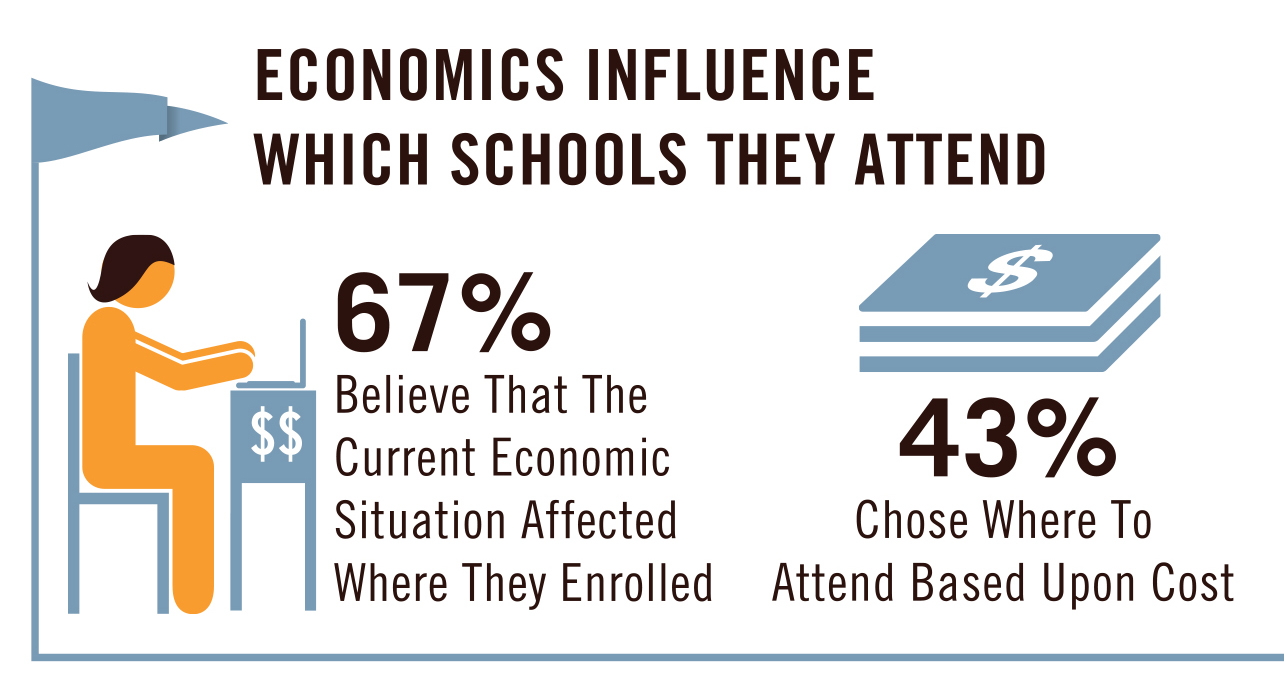 ECONOMICS INFLUENCE
WHICH SCHOOLS THEY ATTEND
67%
Believe That The
Current Economic
Situation Affected
Where They Enrolled
$$
$
43%
Chose Where To
Attend Based Upon Cost